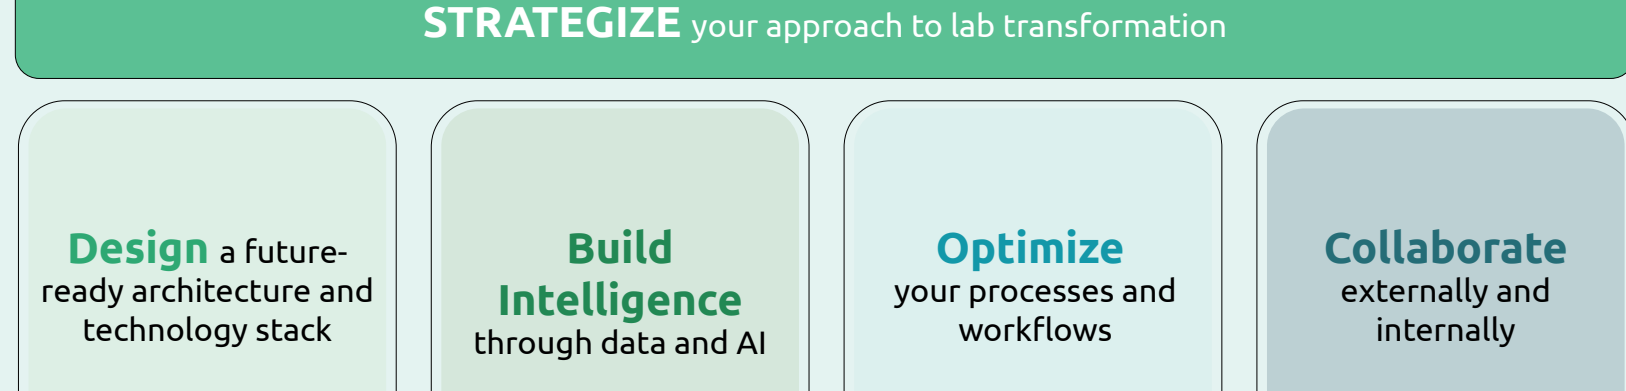 STRATEGIZE your approach to lab transformation
Design a future-
ready architecture and
technology stack
Build
Intelligence
through data and AI
Optimize
your processes and
workflows
Collaborate
externally and
internally